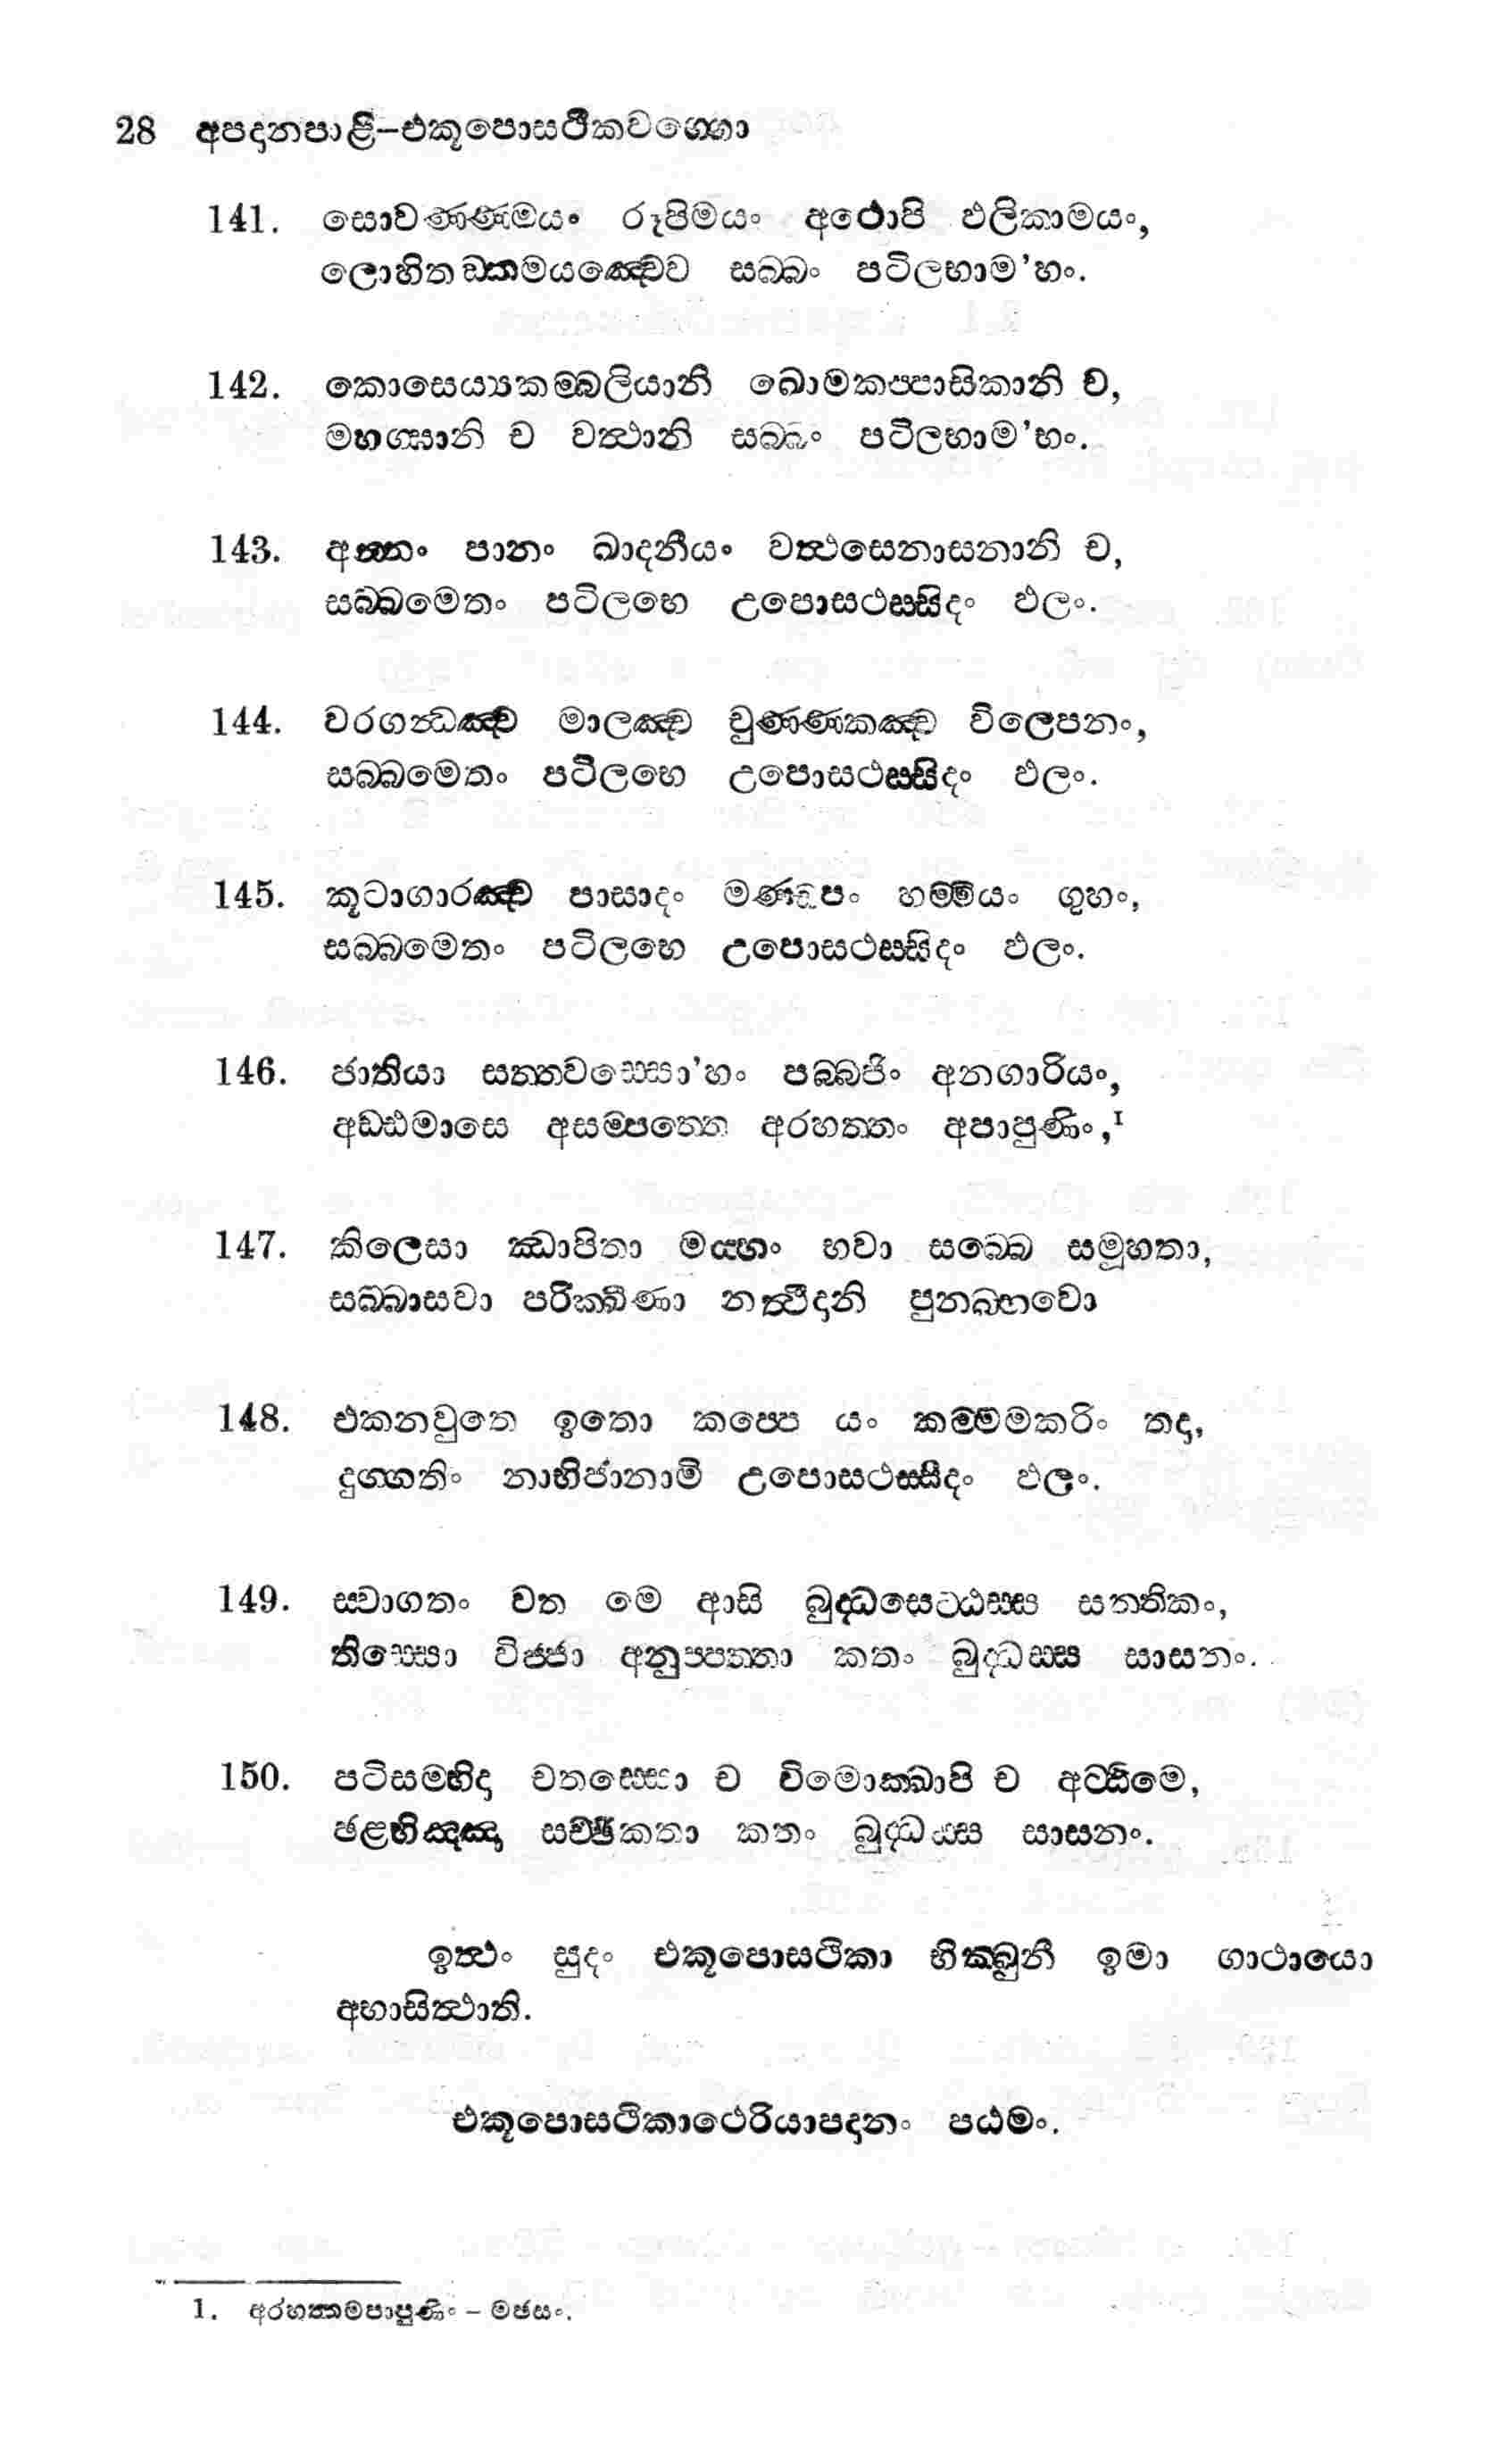 28 අපදානපාළි-එකූපොසථිකවග්ගො
141. සොවණ්ණමයං රූපිමයං අථොපි ඵලිකාමයං,
ලොහිතඞ්කමයඤ්චෙව සබ්බං පටිලභාම'හං.
142. කොසෙය්‍යකම්බලියානි ඛොමකප්පාසිකානි ච,
මහග්ඝානි ච වත්ථානි සබ්බං පටිලභාම'හං.
143. අන්නං පානං ඛාදනීයං වත්ථසෙනාසනානි ච,
සබ්බමෙතං පටිලභෙ උපොසථස්සිදං ඵලං.
144. වරගන්ධඤ්ච මාලඤ්ච චුණ්ණකඤ්ච විලෙපනං,
සබ්බමෙතං පටිලභෙ උපොසථස්සිදං ඵලං.
145. කූටාගාරඤ්ච පාසාදං මණ්ඩපං හම්මියං ගුහං,
සබ්බමෙතං පටිලභෙ උපොසථස්සිදං ඵලං.
146. ජාතියා සත්තවස්සො'හං පබ්බජිං අනගාරියං,
අඩ්ඪමාසෙ අසම්පත්තෙ අරහත්තං අපාපුණිං,1
147. කිලෙසා ඣාපිතා මය්හං භවා සබ්බෙ සමූහතා,
සබ්බාසවා පරික්ඛීණා නත්ථිදානි පුනබ්භවො
148. එකනවුතෙ ඉතො කප්පෙ යං කම්මමකරිං තදා,
දුග්ගතිං නාභිජානාමි උපොසථස්සිදං ඵලං.
149. ස්වාගතං වත මෙ ආසි බුද්ධසෙට්ඨස්ස සන්තිකං,
තිස්සො විජ්ජා අනුප්පත්තා කතං බුද්ධස්ස සාසනං.
150. පටිසම්භිදා චතස්සො ච විමොක්ඛාපි ච අට්ඨිමෙ,
ඡළභිඤ්ඤා සච්ඡිකතා කතං බුද්ධස්ස සාසනං.
ඉත්ථං සුදං එකූපොසථිකා භික්ඛුනී ඉමා ගාථායො
අභාසිත්ථාති.
එකූපොසථිකාථෙරියාපදානං පඨමං.
1. අරහත්තමපාපුණිං – මඡසං.